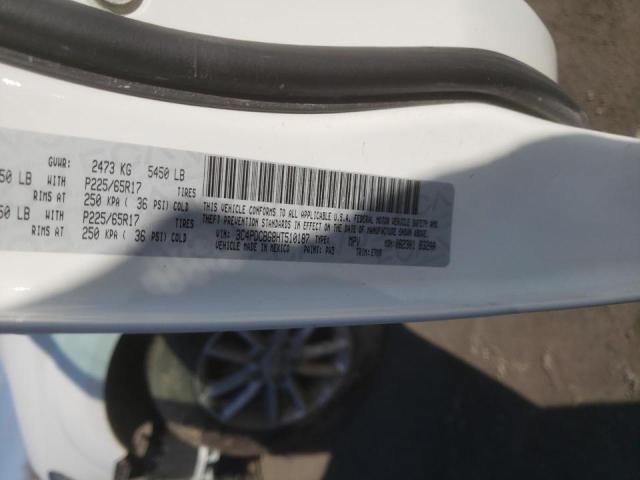 GVWR: 2473 KG 5450 LB
50 LB WITH P225/65R17 TIRES
RIMS AT 250 KPA ( 36 PSI) COLD
50 LB WITH P225/65R17 TIRES
RIMS AT 250 KPA ( 36 PSI) COLD
THIS VEHICLE CONFORMS TO ALL APPLICABLE U.S.A. FEDERAL MOTOR VEHICLE SAFETY AND
THEFT PREVENTION STANDARDS IN EFFECT ON THE DATE OF MANUFACTURE SHOWN ABOVE.
VIN: 3C4PDCBG8HT510187 TYPE: MPV
VEHICLE MADE IN MEXICO PAINT: PW3 TRIM: